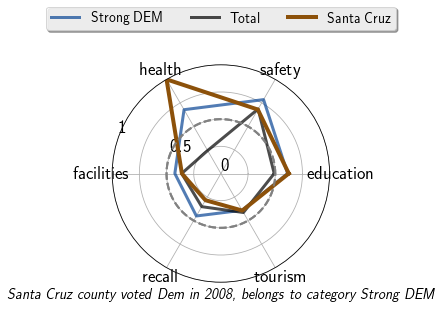 Strong DEM Total Santa Cruz
health safety
1
0.5
0
facilities education
recall tourism
Santa Cruz county voted Dem in 2008, belongs to category Strong DEM